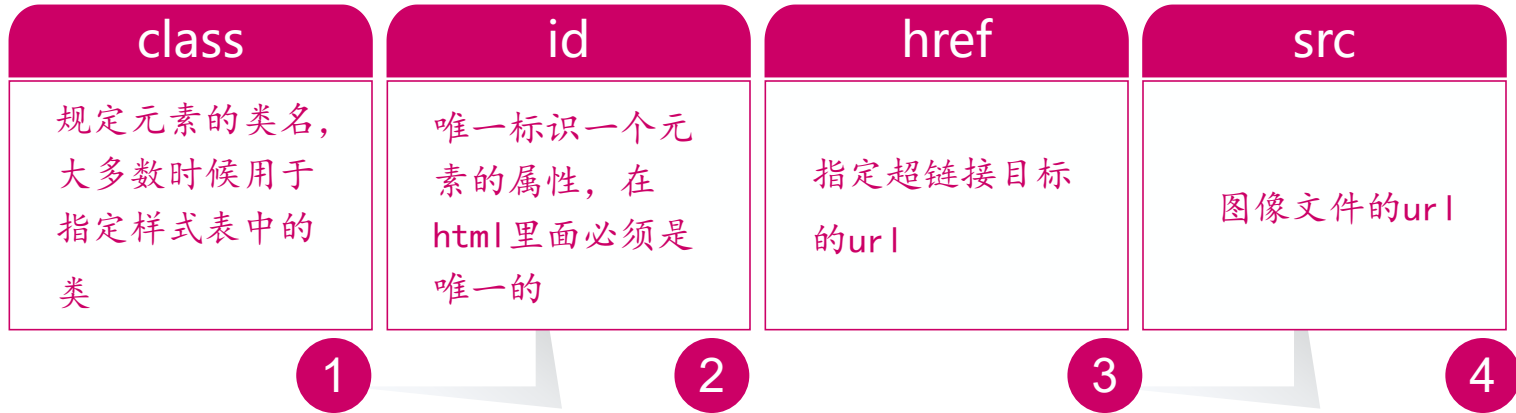 class
规定元素的类名，
大多数时候用于
指定样式表中的
类
1
id
唯一标识一个元
素的属性，在
html里面必须是
唯一的
2
href
指定超链接目标
的url
3
src
图像文件的url
4